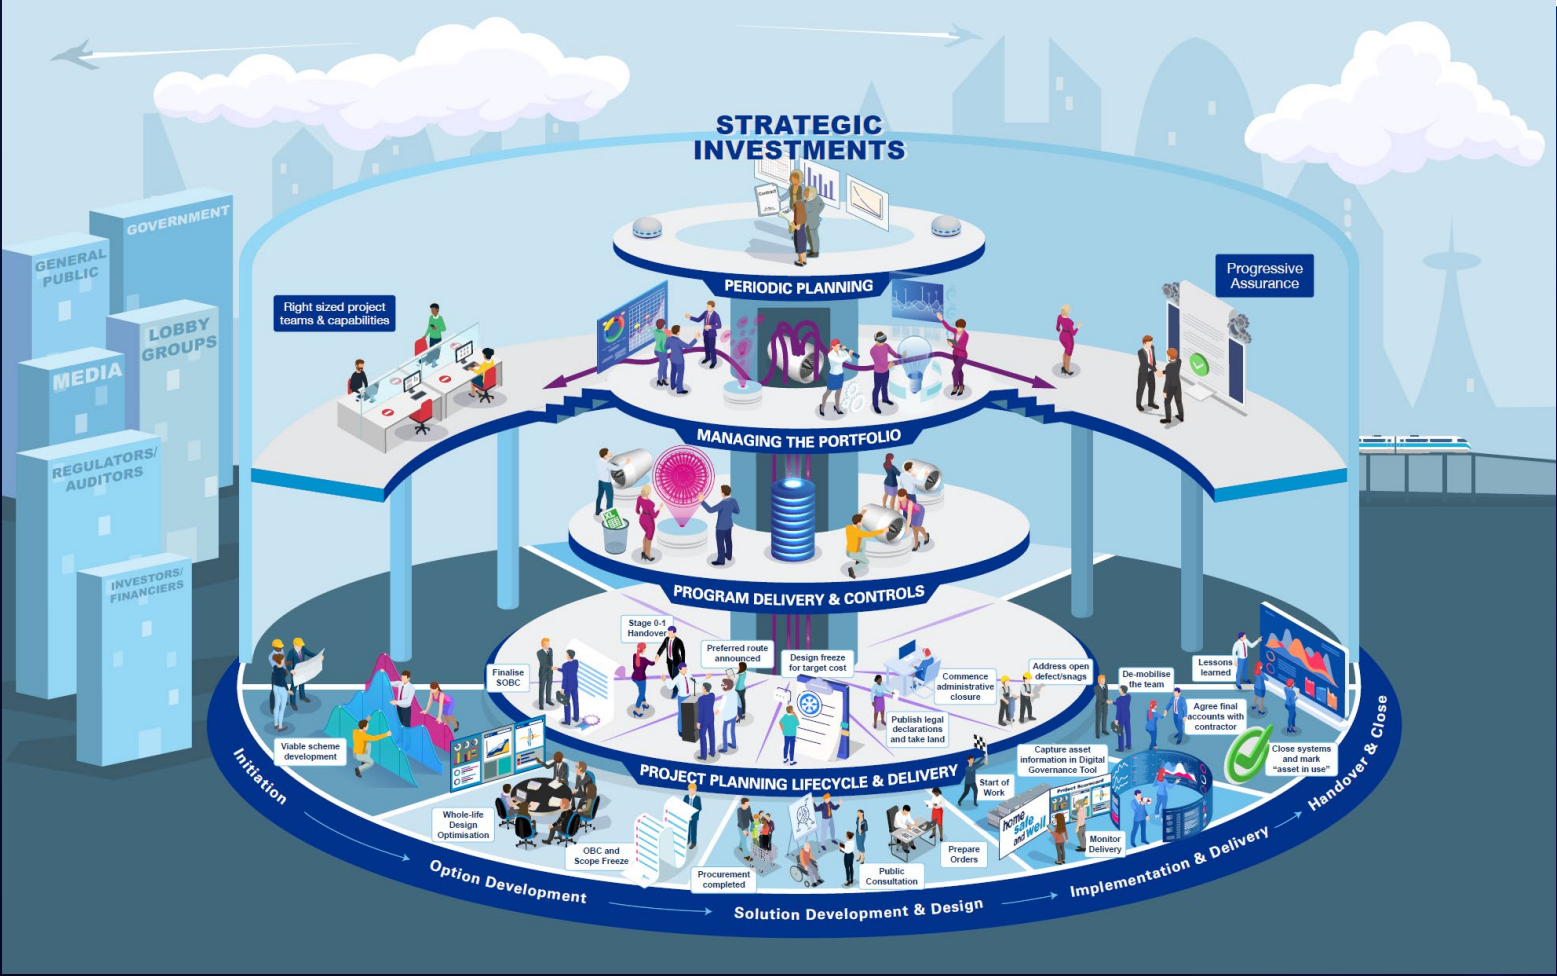 STRATEGIC
INVESTMENTS
Contract
PERIODIC PLANNING
GOVERNMENT
GENERAL
PUBLIC
LOBBY
GROUPS
MEDIA
REGULATORS/
AUDITORS
INVESTORS/
FINANCIERS
Right sized project
teams & capabilities
Progressive
Assurance
MANAGING THE PORTFOLIO
XL
PROGRAM DELIVERY & CONTROLS
Stage 0-1
Handover
Finalise
SOBC
Preferred route
announced
Design freeze
for target cost
Commence
administrative
closure
Address open
defect/snags
Publish legal
declarations
and take land
PROJECT PLANNING LIFECYCLE & DELIVERY
Viable scheme
development
Whole-life
Design
Optimisation
OBC and
Scope Freeze
Procurement
completed
Public
Consultation
Prepare
Orders
Start of
Work
home
safe
and well
Project Scorecard
Monitor
Delivery
Capture asset
information in Digital
Governance Tool
De-mobilise
the team
Agree final
accounts with
contractor
Lessons
learned
Close systems
and mark
"asset in use"
Initiation
Option Development
Solution Development & Design
Implementation & Delivery
Handover & Close